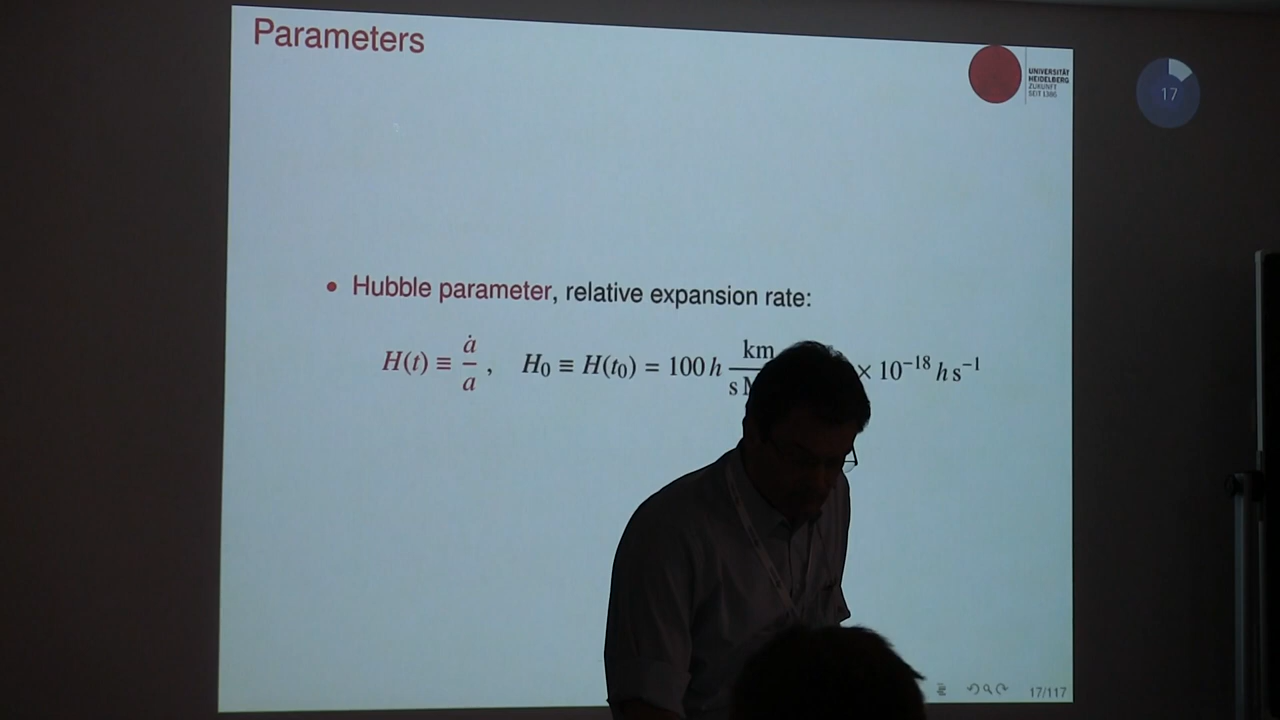 Parameters
UNIVERSITÄT
HEIDELBERG
ZUKUNFT
SEIT 1386
17
• Hubble parameter, relative expansion rate:
H(t) ≡ ȧ/a , H₀ ≡ H(t₀) = 100 h km/s × 10⁻¹⁸ h s⁻¹
17/117